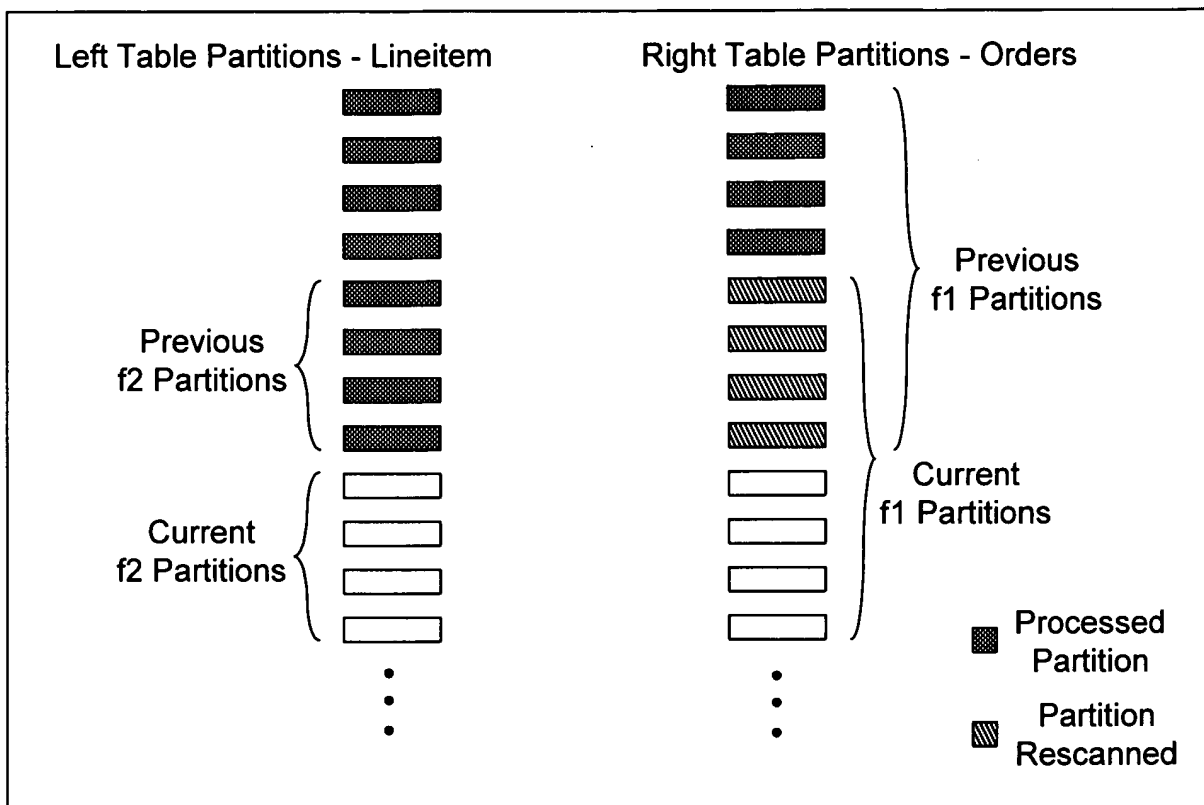 Left Table Partitions - Lineitem
Right Table Partitions - Orders
Previous
f2 Partitions
Current
f2 Partitions
Previous
f1 Partitions
Current
f1 Partitions
Processed
Partition
Partition
Rescanned